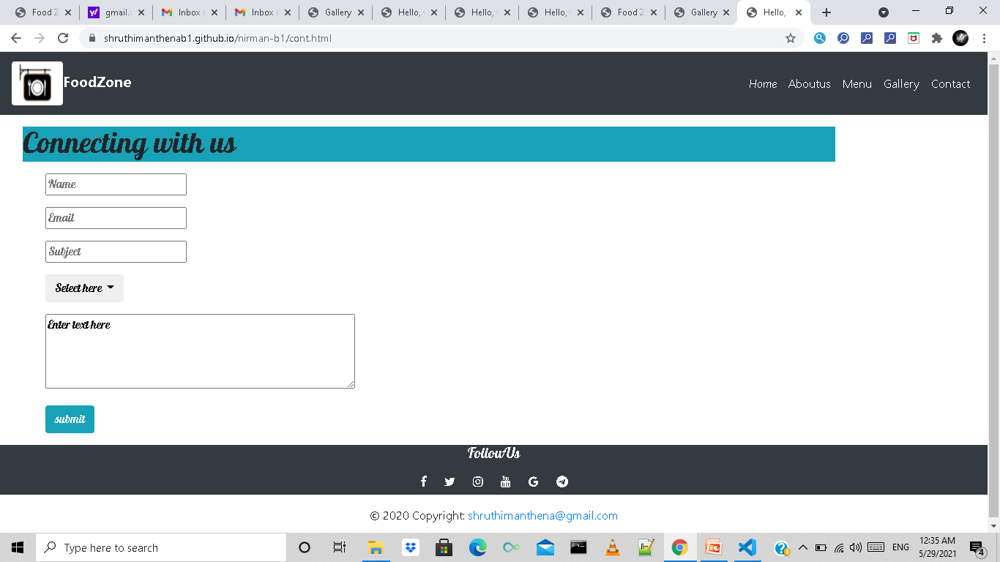 Food Z
gmail.c
Inbox (
Inbox (
Gallery
Hello, v
Hello, v
Hello, v
Food Z
Gallery
Hello,
shruthimanthenab1.github.io/nirman-b1/cont.html
FoodZone
Home Aboutus Menu Gallery Contact
Connecting with us
Name
Email
Subject
Select here
Enter text here
submit
FollowUs
© 2020 Copyright: shruthimanthena@gmail.com
Type here to search
ENG
12:35 AM
5/29/2021
4